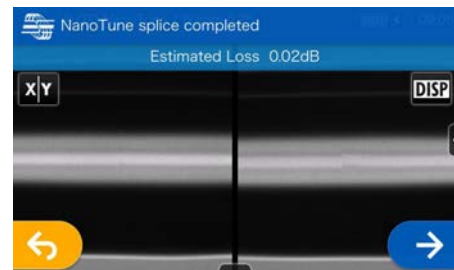 NanoTune splice completed
Estimated Loss 0.02dB
X|Y
DISP